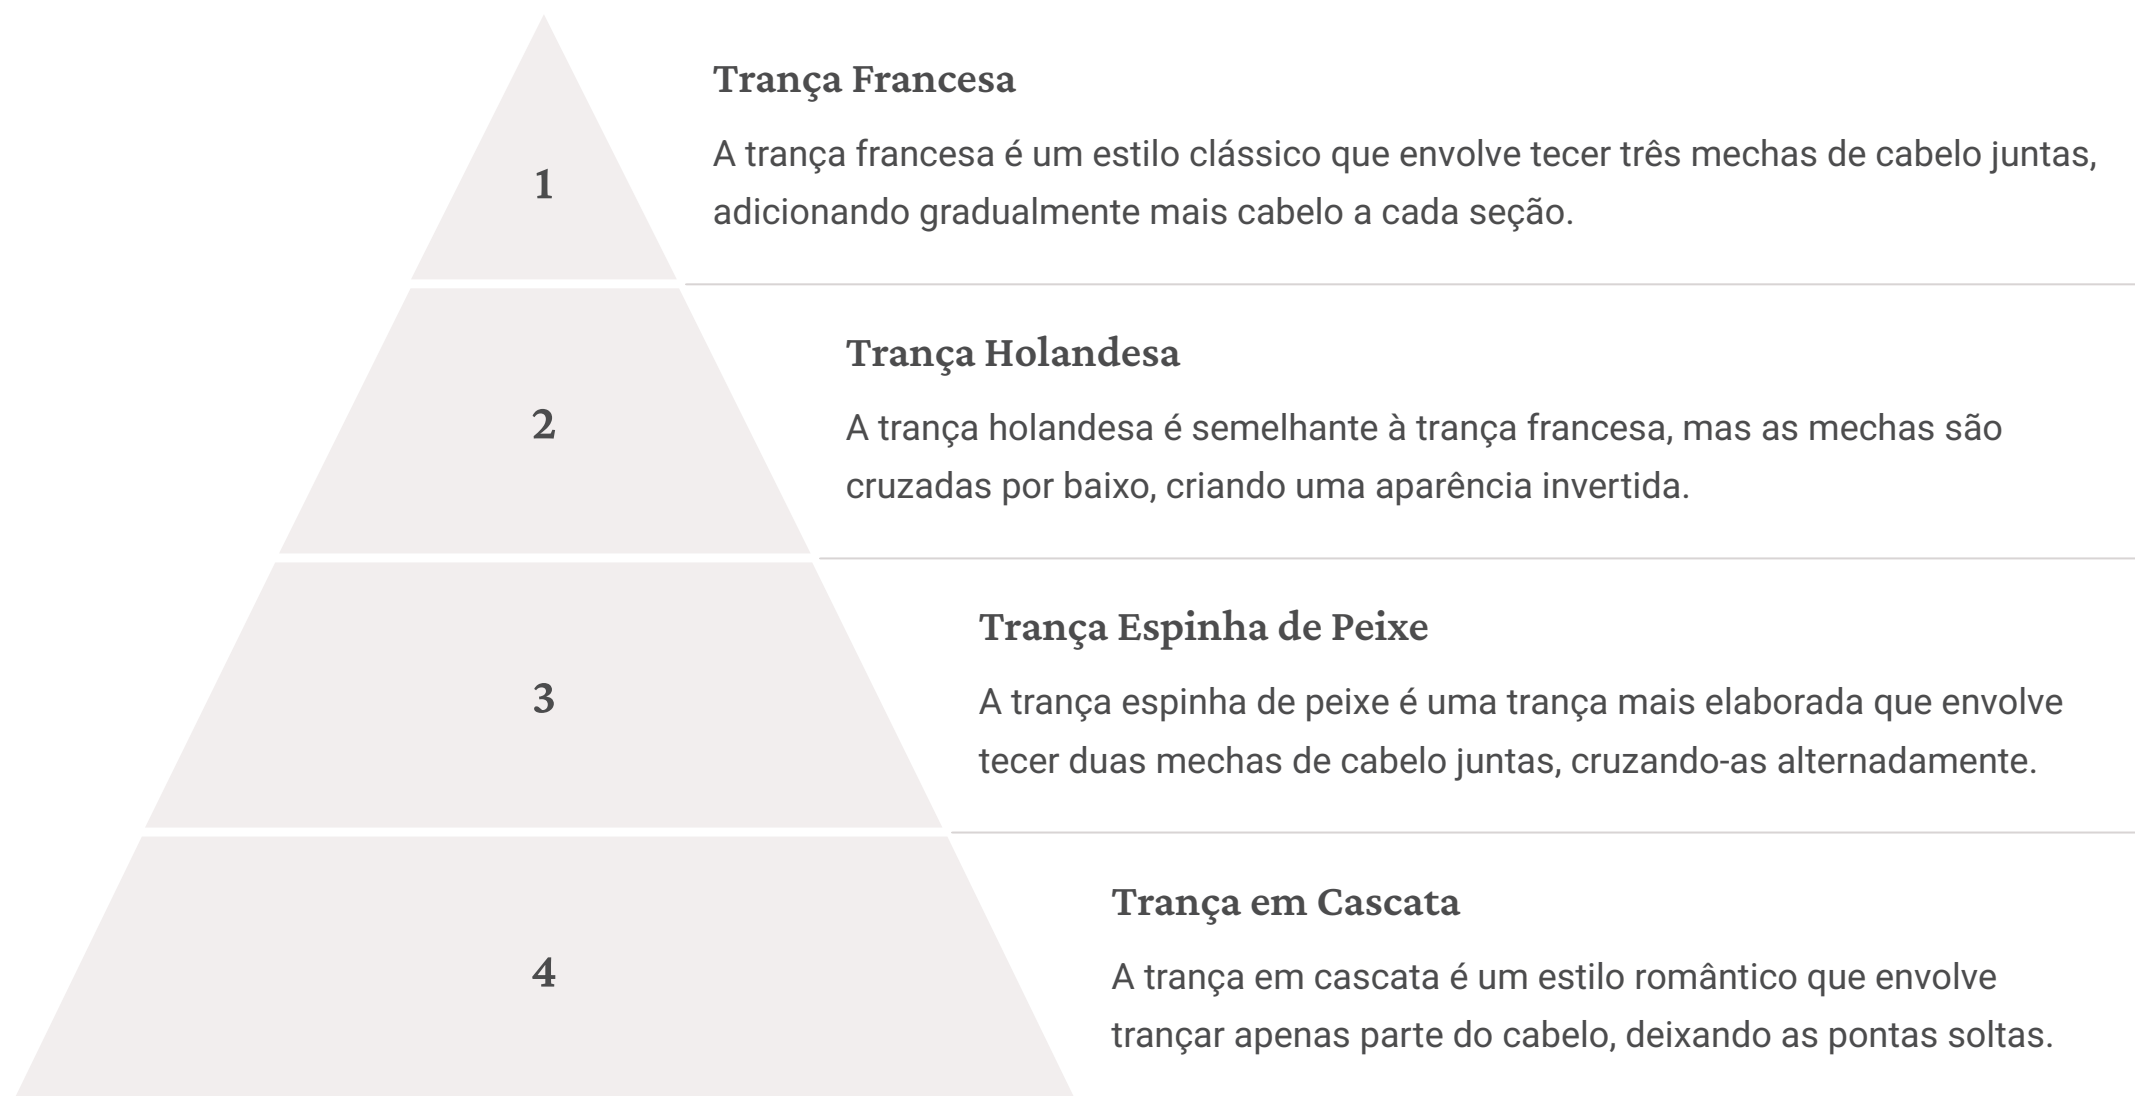 1
Trança Francesa
A trança francesa é um estilo clássico que envolve tecer três mechas de cabelo juntas,
adicionando gradualmente mais cabelo a cada seção.
2
Trança Holandesa
A trança holandesa é semelhante à trança francesa, mas as mechas são
cruzadas por baixo, criando uma aparência invertida.
3
Trança Espinha de Peixe
A trança espinha de peixe é uma trança mais elaborada que envolve
tecer duas mechas de cabelo juntas, cruzando-as alternadamente.
4
Trança em Cascata
A trança em cascata é um estilo romântico que envolve
trançar apenas parte do cabelo, deixando as pontas soltas.